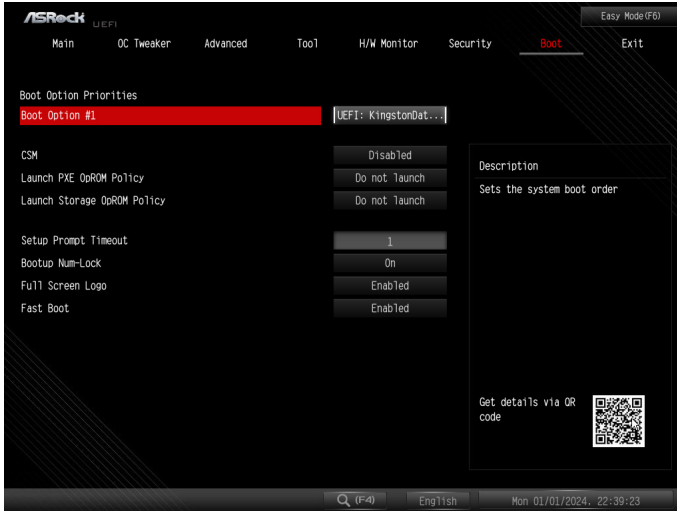 ASRock UEFI
Easy Mode(F6)
Main OC Tweaker Advanced Tool H/W Monitor Security Boot Exit
Boot Option Priorities
Boot Option #1 UEFI: KingstonDat...
CSM Disabled
Launch PXE OpROM Policy Do not launch
Launch Storage OpROM Policy Do not launch
Setup Prompt Timeout 1
Bootup Num-Lock On
Full Screen Logo Enabled
Fast Boot Enabled
Description
Sets the system boot order
Get details via QR
code
(F4) English Mon 01/01/2024. 22:39:23